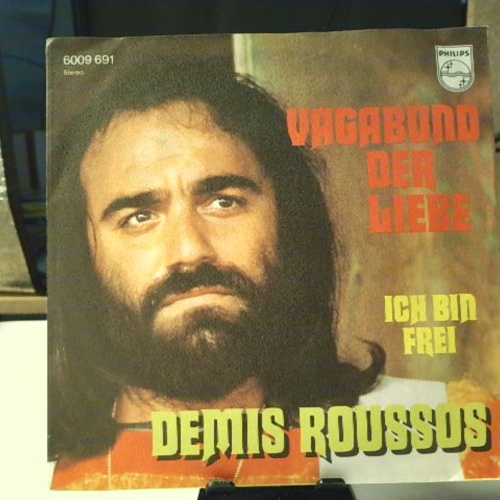 6009 691
Stereo
PHILIPS
VAGABUND
DER
LIEBE
ICH BIN
FREI
DEMIS ROUSSOS